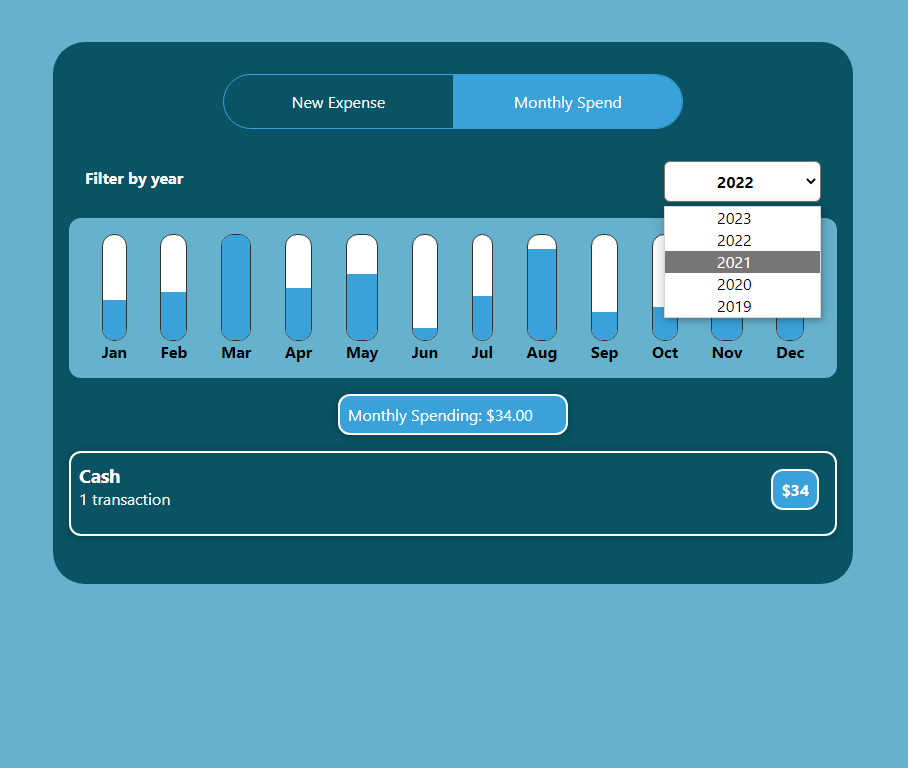 New Expense Monthly Spend
Filter by year 2022
2023
2022
2021
2020
2019
Jan Feb Mar Apr May Jun Jul Aug Sep Oct Nov Dec
Monthly Spending: $34.00
Cash
1 transaction
$34